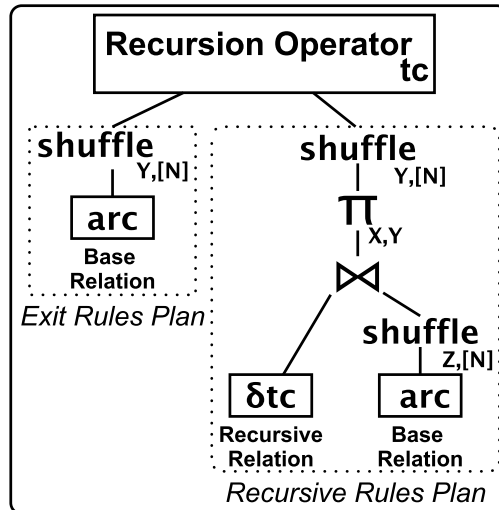 Recursion Operator
tc
shuffle
Y,[N]
arc
Base
Relation
Exit Rules Plan
shuffle
Y,[N]
π
X,Y
⋈
shuffle
Z,[N]
δtc
Recursive
Relation
arc
Base
Relation
Recursive Rules Plan